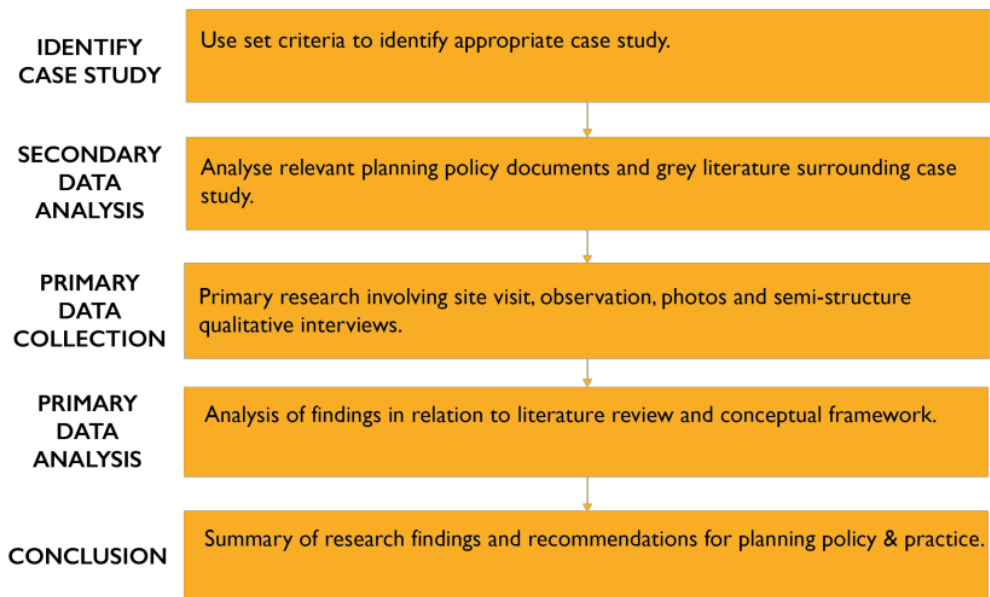 IDENTIFY
CASE STUDY
Use set criteria to identify appropriate case study.
SECONDARY
DATA
ANALYSIS
Analyse relevant planning policy documents and grey literature surrounding case
study.
PRIMARY
DATA
COLLECTION
Primary research involving site visit, observation, photos and semi-structure
qualitative interviews.
PRIMARY
DATA
ANALYSIS
Analysis of findings in relation to literature review and conceptual framework.
CONCLUSION
Summary of research findings and recommendations for planning policy & practice.